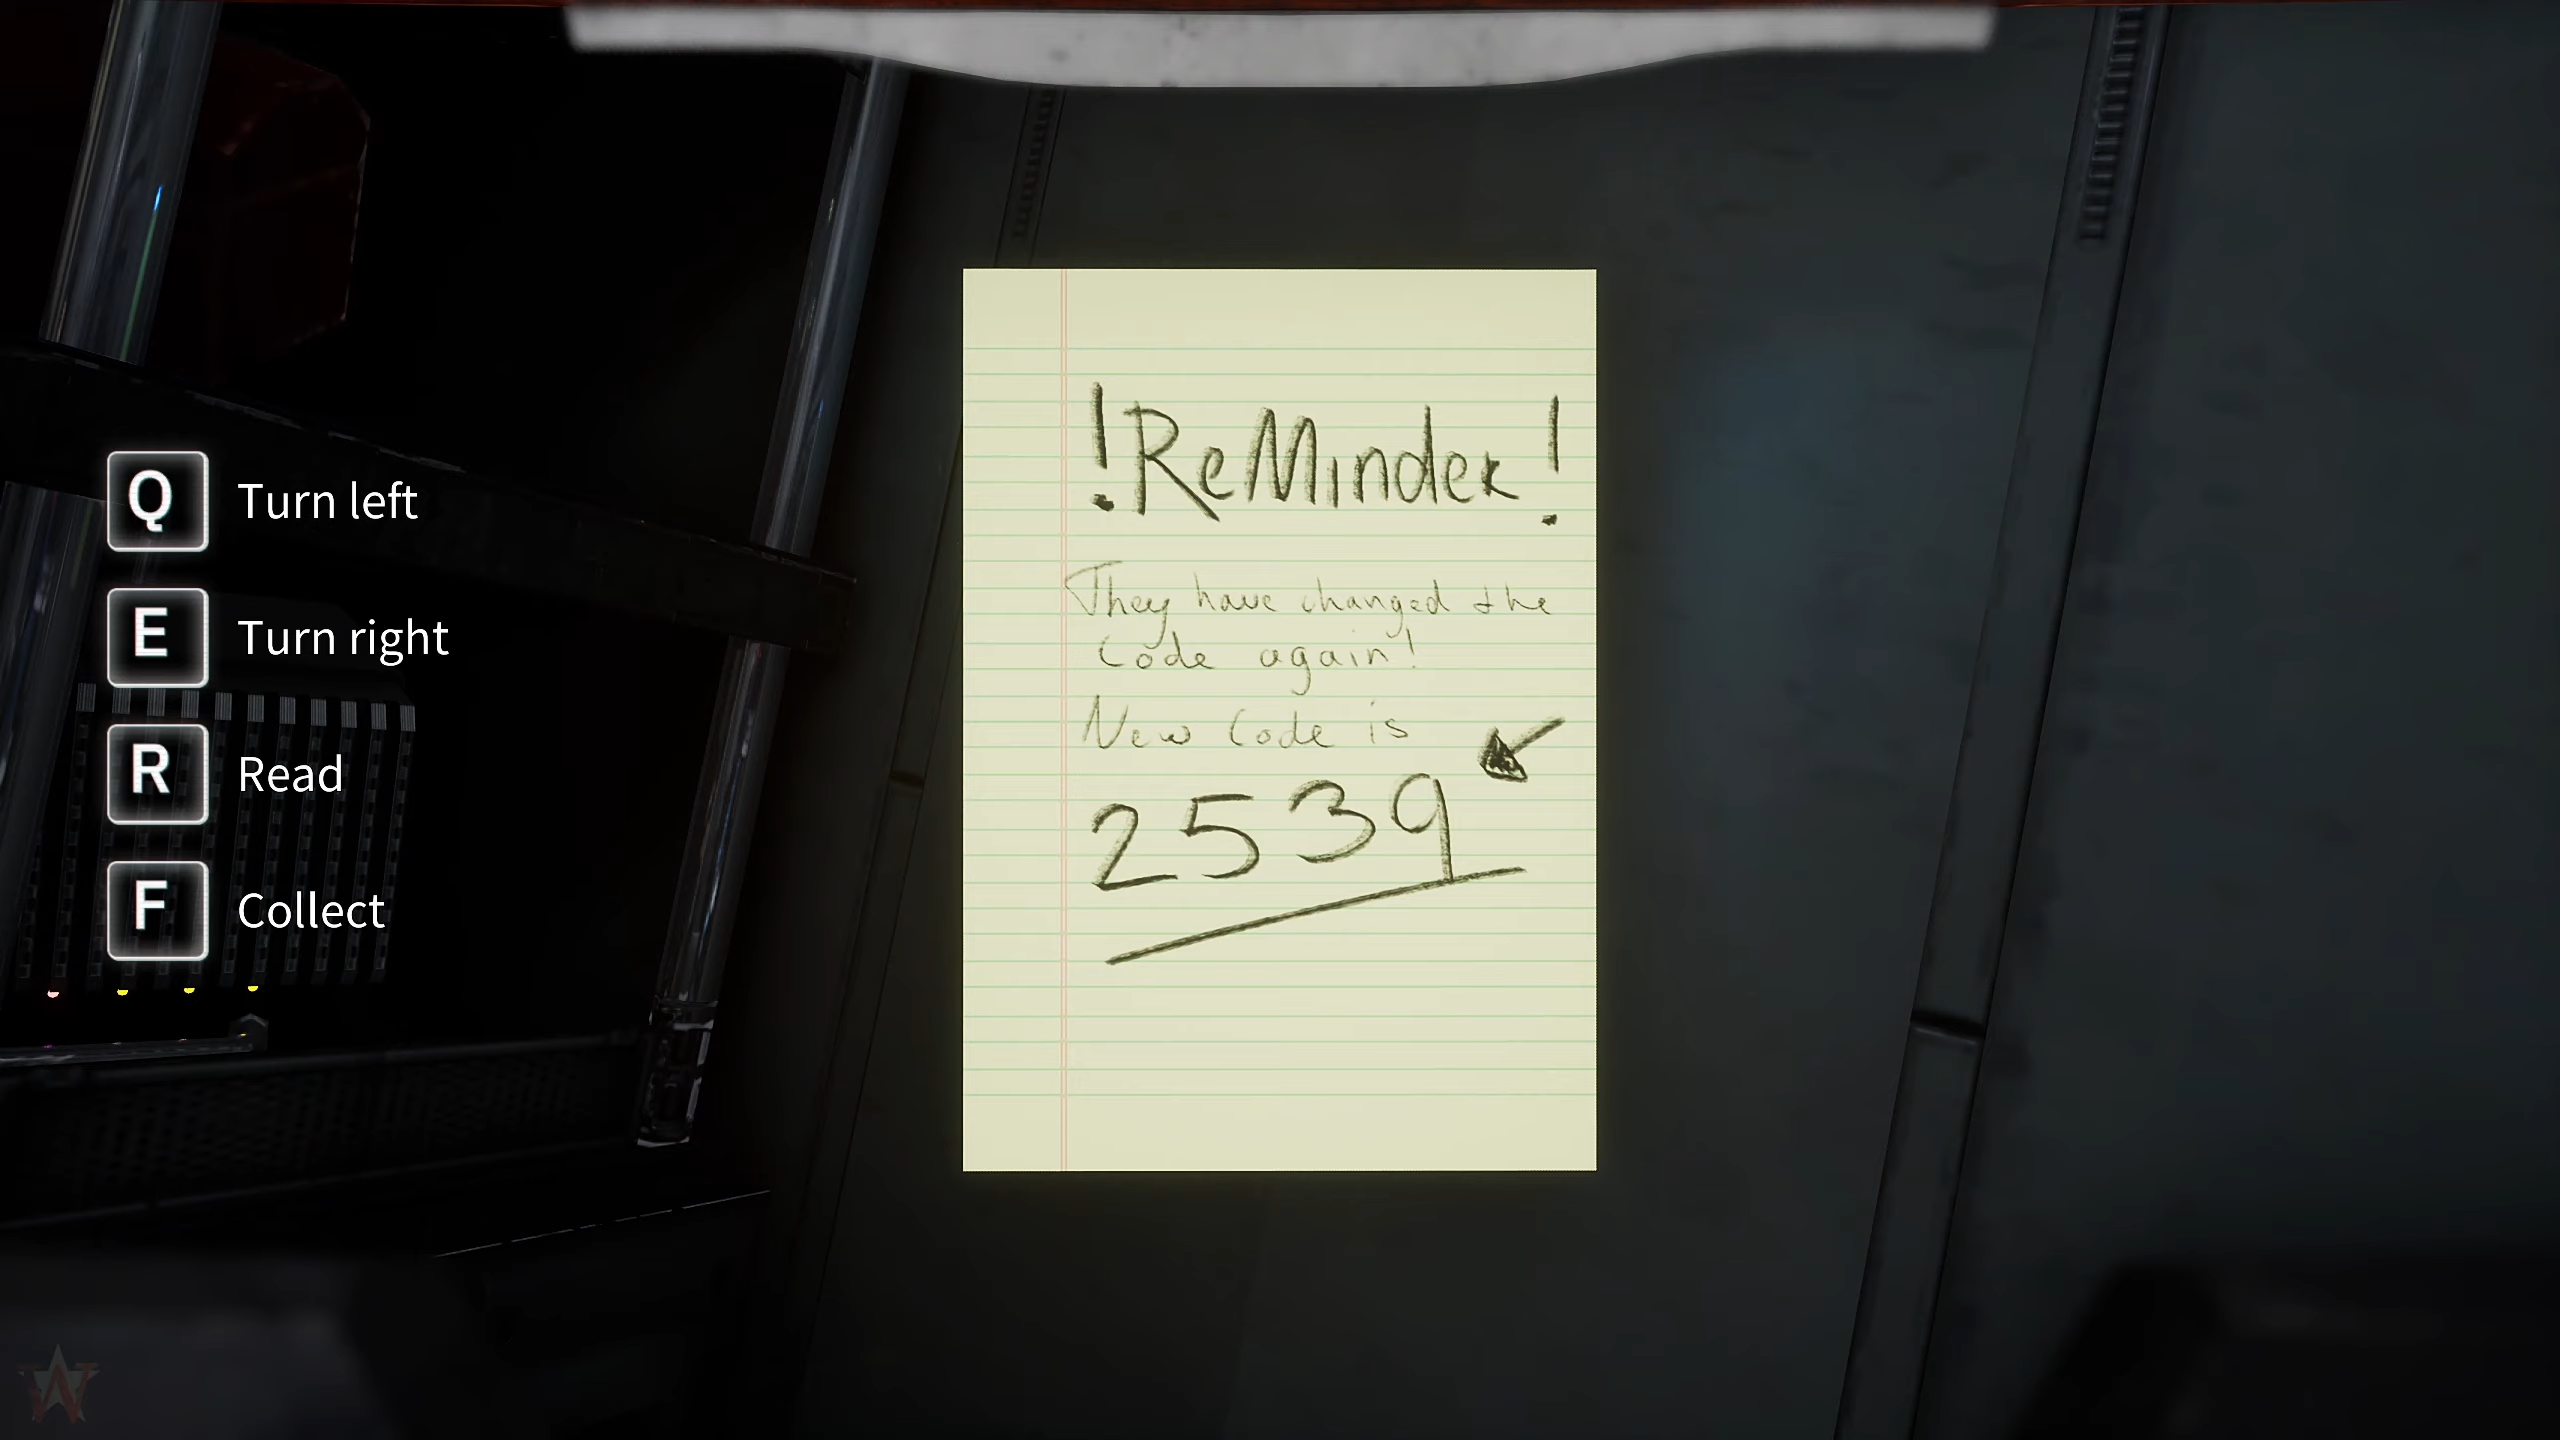 Q Turn left
E Turn right
R Read
F Collect
!ReMinder!
They have changed the
Code again!
New Code is
2539
W